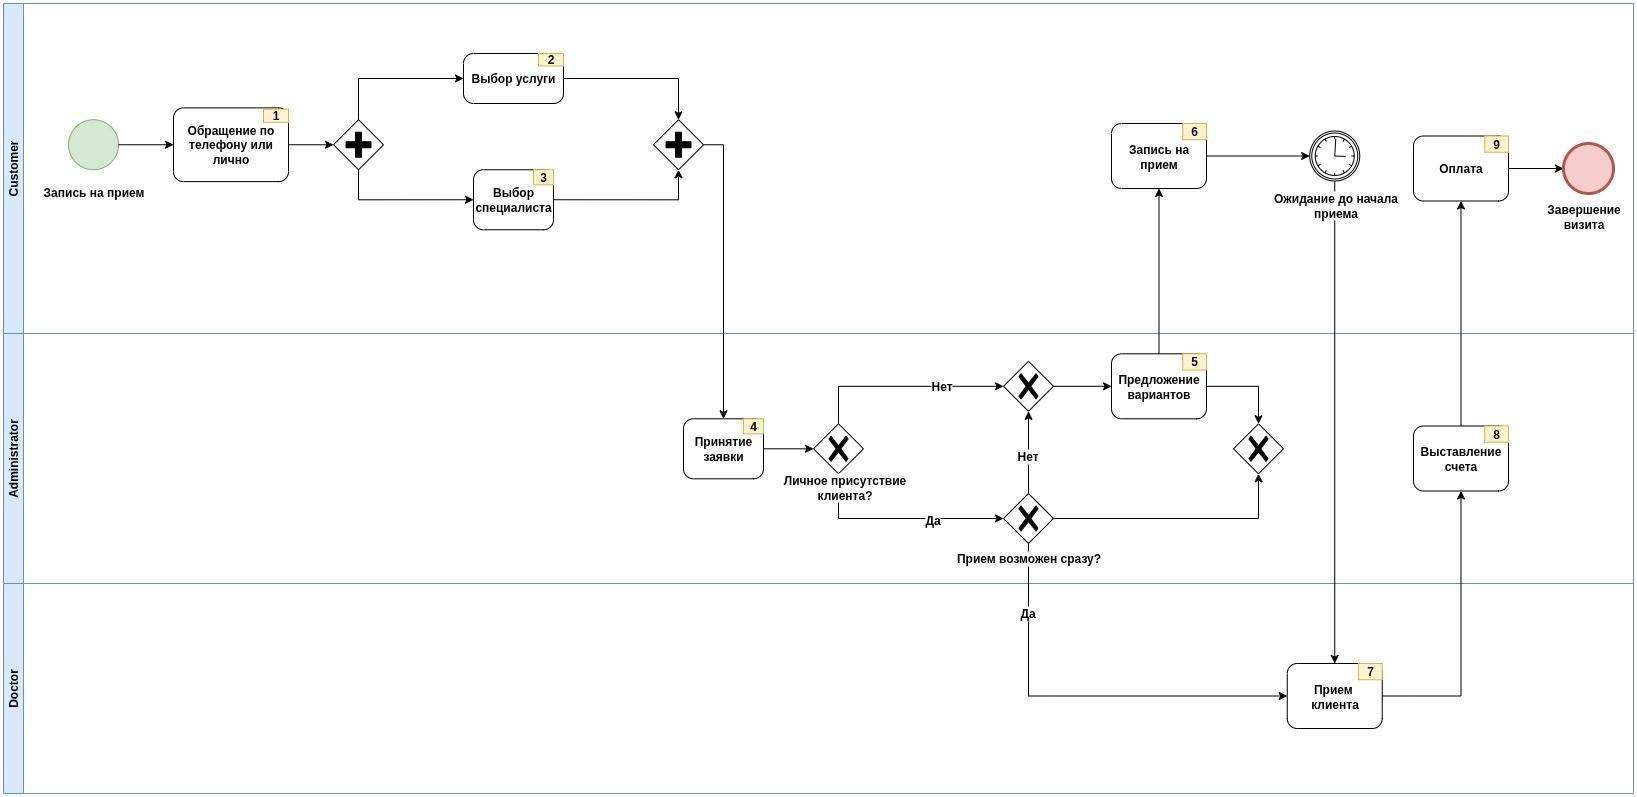 Customer
Запись на прием
1
Обращение по
телефону или
лично
2
Выбор услуги
3
Выбор
специалиста
6
Запись на
прием
Ожидание до начала
приема
9
Оплата
Завершение
визита
Administrator
4
Принятие
заявки
Личное присутствие
клиента?
Нет
Да
Нет
Прием возможен сразу?
5
Предложение
вариантов
8
Выставление
счета
Doctor
Да
7
Прием
клиента